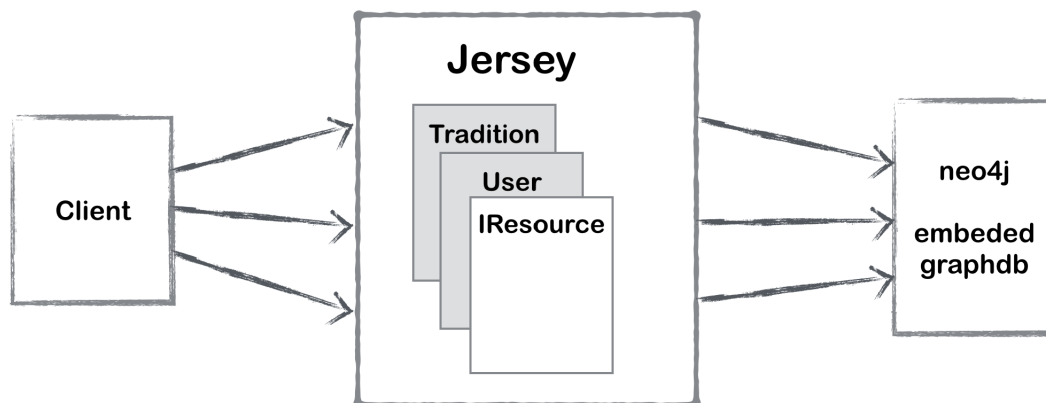 Jersey
Client
Tradition
User
IResource
neo4j
embeded
graphdb